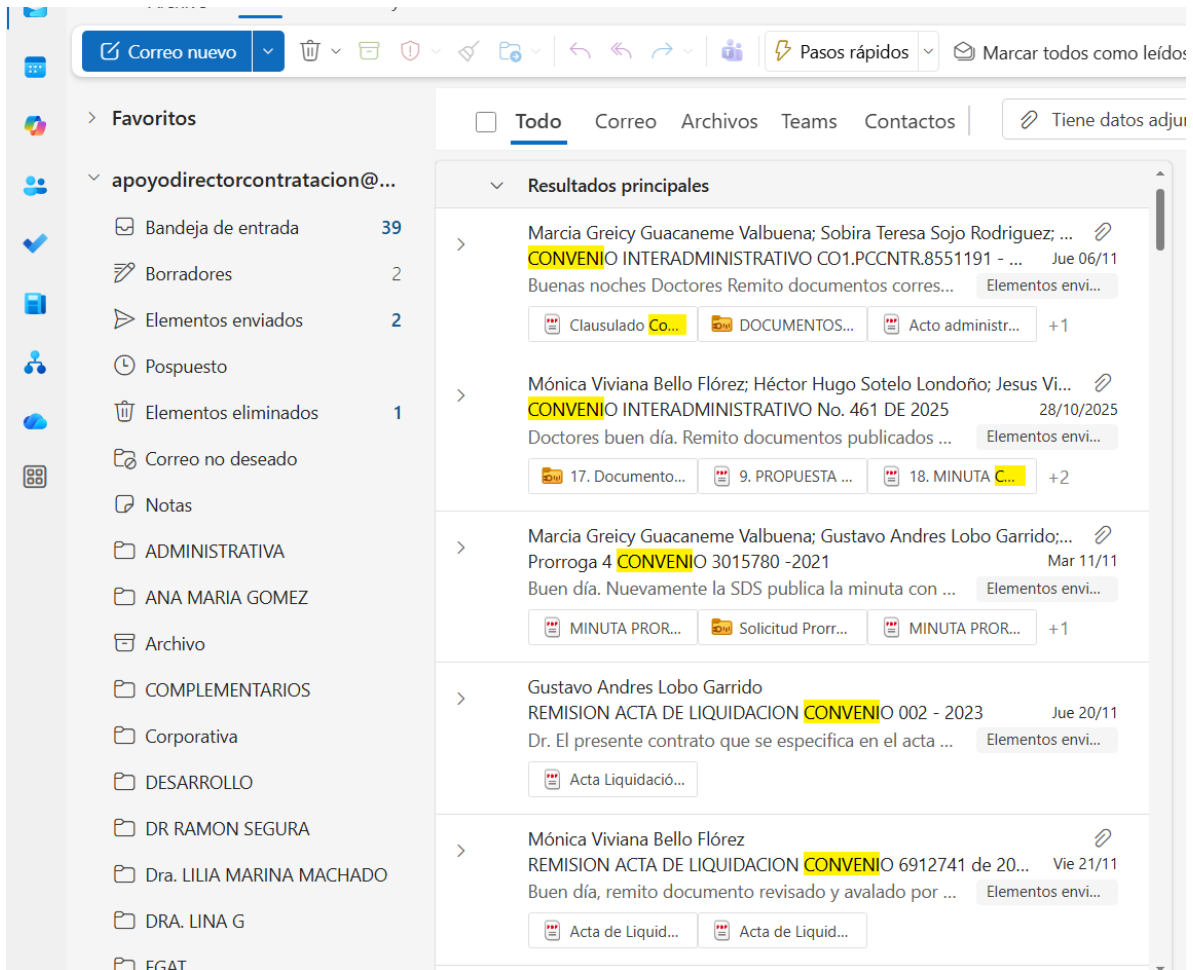 Correo nuevo
Pasos rápidos
Marcar todos como leídos
Favoritos
apoyodirectorcontratacion@...
Bandeja de entrada 39
Borradores 2
Elementos enviados 2
Pospuesto
Elementos eliminados 1
Correo no deseado
Notas
ADMINISTRATIVA
ANA MARIA GOMEZ
Archivo
COMPLEMENTARIOS
Corporativa
DESARROLLO
DR RAMON SEGURA
Dra. LILIA MARINA MACHADO
DRA. LINA G
EGAT
Todo Correo Archivos Teams Contactos Tiene datos adjun
Resultados principales
Marcia Greicy Guacaneme Valbuena; Sobira Teresa Sojo Rodriguez; ...
CONVENIO INTERADMINISTRATIVO CO1.PCCNTR.8551191 - ... Jue 06/11
Buenas noches Doctores Remito documentos corres... Elementos envi...
Clausulado Co... DOCUMENTOS... Acto administr... +1
Mónica Viviana Bello Flórez; Héctor Hugo Sotelo Londoño; Jesus Vi...
CONVENIO INTERADMINISTRATIVO No. 461 DE 2025 28/10/2025
Doctores buen día. Remito documentos publicados ... Elementos envi...
17. Documento... 9. PROPUESTA ... 18. MINUTA C... +2
Marcia Greicy Guacaneme Valbuena; Gustavo Andres Lobo Garrido;...
Prorroga 4 CONVENIO 3015780 -2021 Mar 11/11
Buen día. Nuevamente la SDS publica la minuta con ... Elementos envi...
MINUTA PROR... Solicitud Prorr... MINUTA PROR... +1
Gustavo Andres Lobo Garrido
REMISION ACTA DE LIQUIDACION CONVENIO 002 - 2023 Jue 20/11
Dr. El presente contrato que se especifica en el acta ... Elementos envi...
Acta Liquidació...
Mónica Viviana Bello Flórez
REMISION ACTA DE LIQUIDACION CONVENIO 6912741 de 20... Vie 21/11
Buen día, remito documento revisado y avalado por ... Elementos envi...
Acta de Liquid... Acta de Liquid...